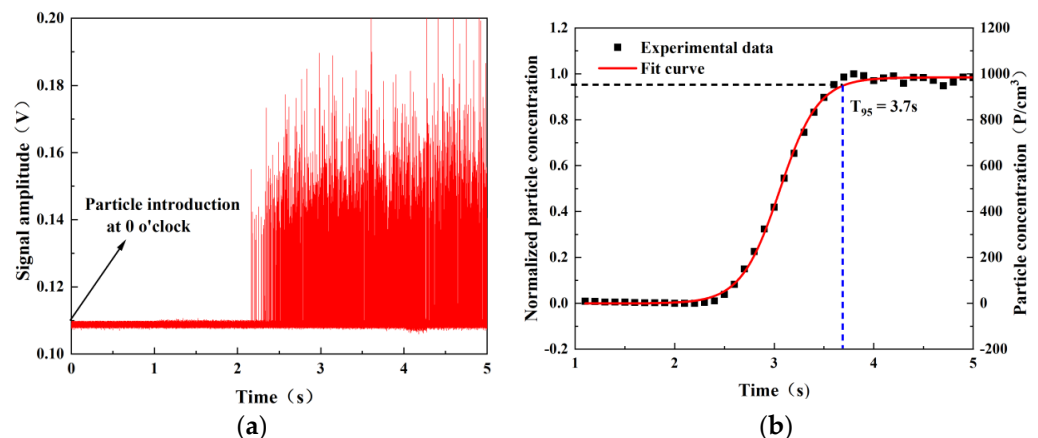 0.20
0.18
0.16
0.14
0.12
0.10
Signal amplitude（V）
Particle introduction
at 0 o'clock
0
1
2
3
4
5
Time（s）
(a)
1.2
1.0
0.8
0.6
0.4
0.2
0.0
-0.2
Normalized particle concentration
Experimental data
Fit curve
T95 = 3.7s
1200
1000
800
600
400
200
0
-200
Particle concentration（P/cm³）
1
2
3
4
5
Time（s)
(b)